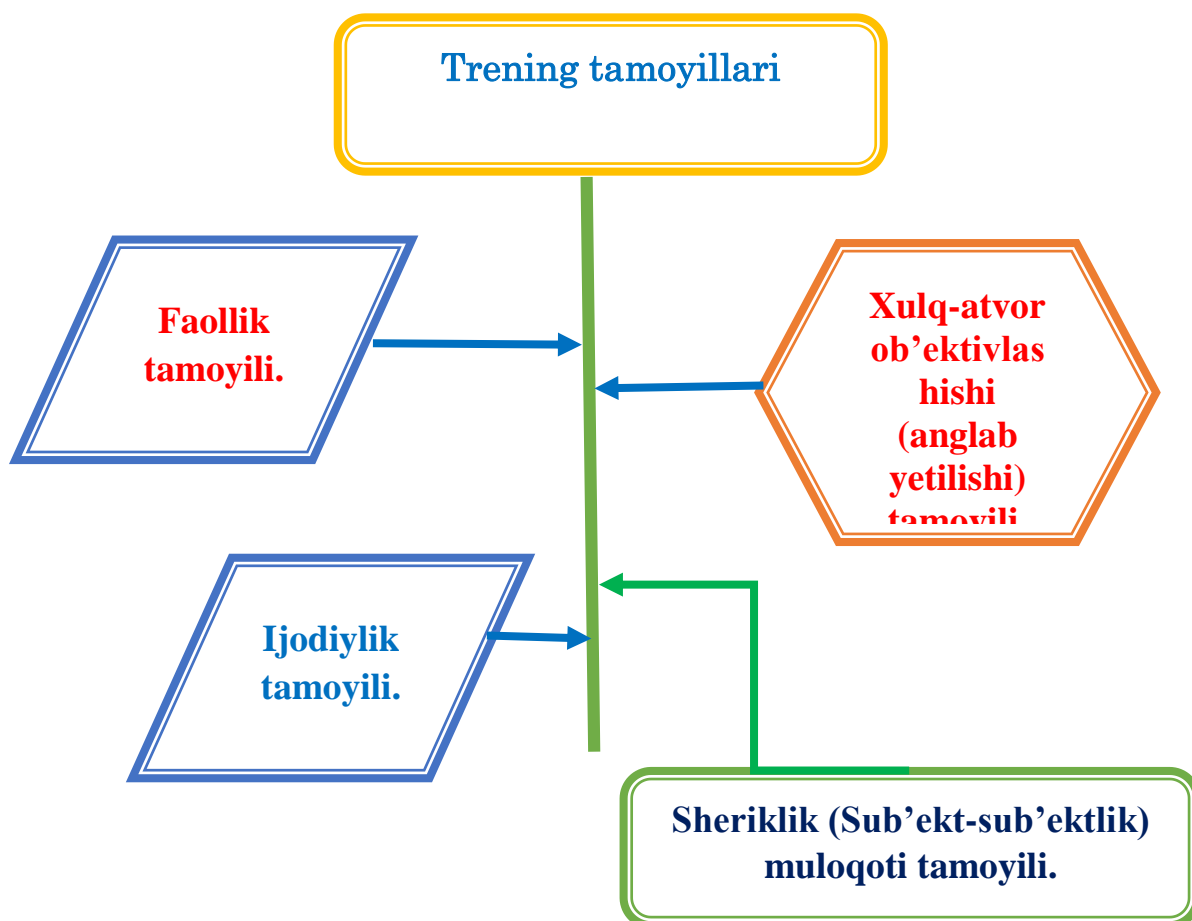 Trening tamoyillari
Faollik
tamoyili.
Xulq-atvor
ob’ektivlas
hishi
(anglab
yetilishi)
tamoyili.
Ijodiylik
tamoyili.
Sheriklik (Sub’ekt-sub’ektlik)
muloqoti tamoyili.